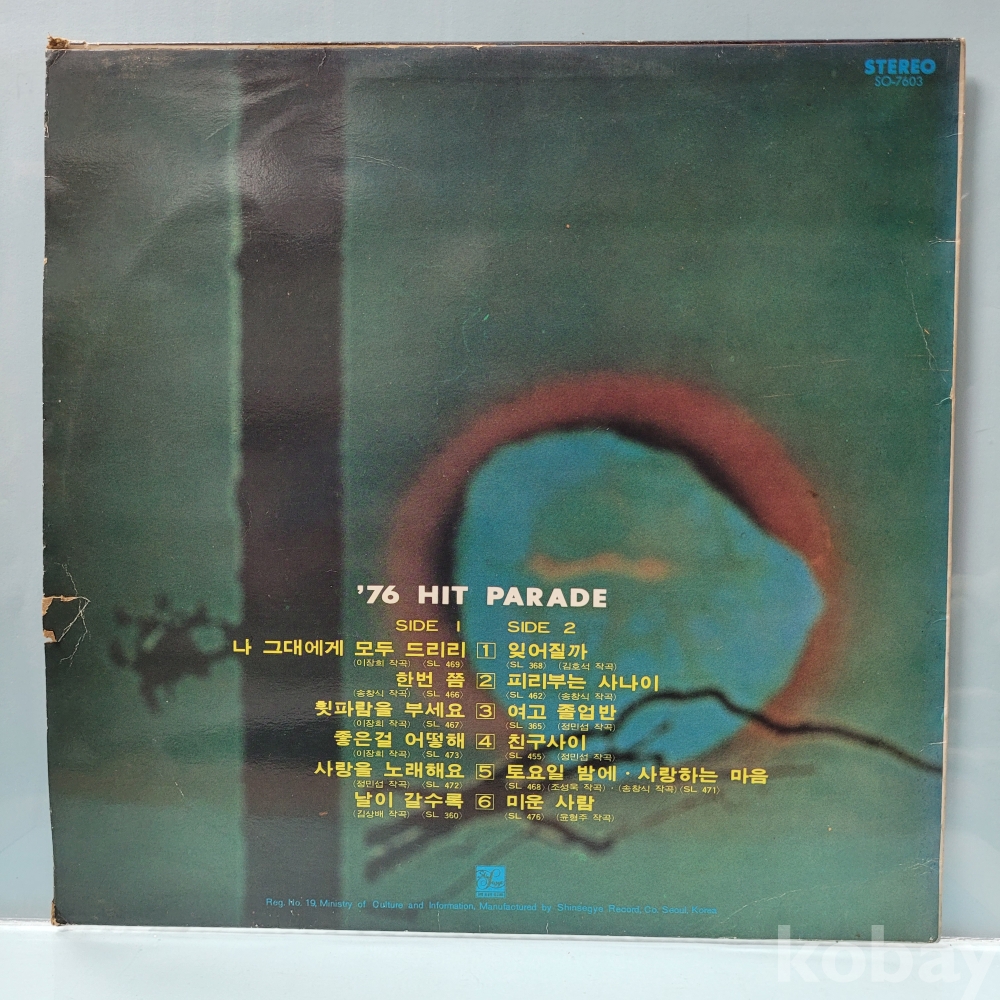 STEREO
SO-7603
'76 HIT PARADE
SIDE 1 SIDE 2
나 그대에게 모두 드리리 1 잊어질까
(이장희 작곡) 〈SL 469〉 〈SL 368〉 (김효석 작곡)
한번 쯤 2 피리부는 사나이
(송창식 작곡) 〈SL 466〉 〈SL 462〉 (송창식 작곡)
휫파람을 부세요 3 여고 졸업반
(이장희 작곡) 〈SL 467〉 〈SL 365〉 (정민섭 작곡)
좋은걸 어떻해 4 친구사이
(이장희 작곡) 〈SL 473〉 〈SL 455〉 (정민섭 작곡)
사랑을 노래해요 5 토요일 밤에 · 사랑하는 마음
(정민섭 작곡) 〈SL 472〉 〈SL 468〉 (조성욱 작곡) · (송창식 작곡) 〈SL 471〉
날이 갈수록 6 미운 사람
(김상배 작곡) 〈SL 360〉 〈SL 476〉 (윤형주 작곡)
Reg. No. 19, Ministry of Culture and Information, Manufactured by Shinsegye Record, Co. Seoul, Korea
kobay